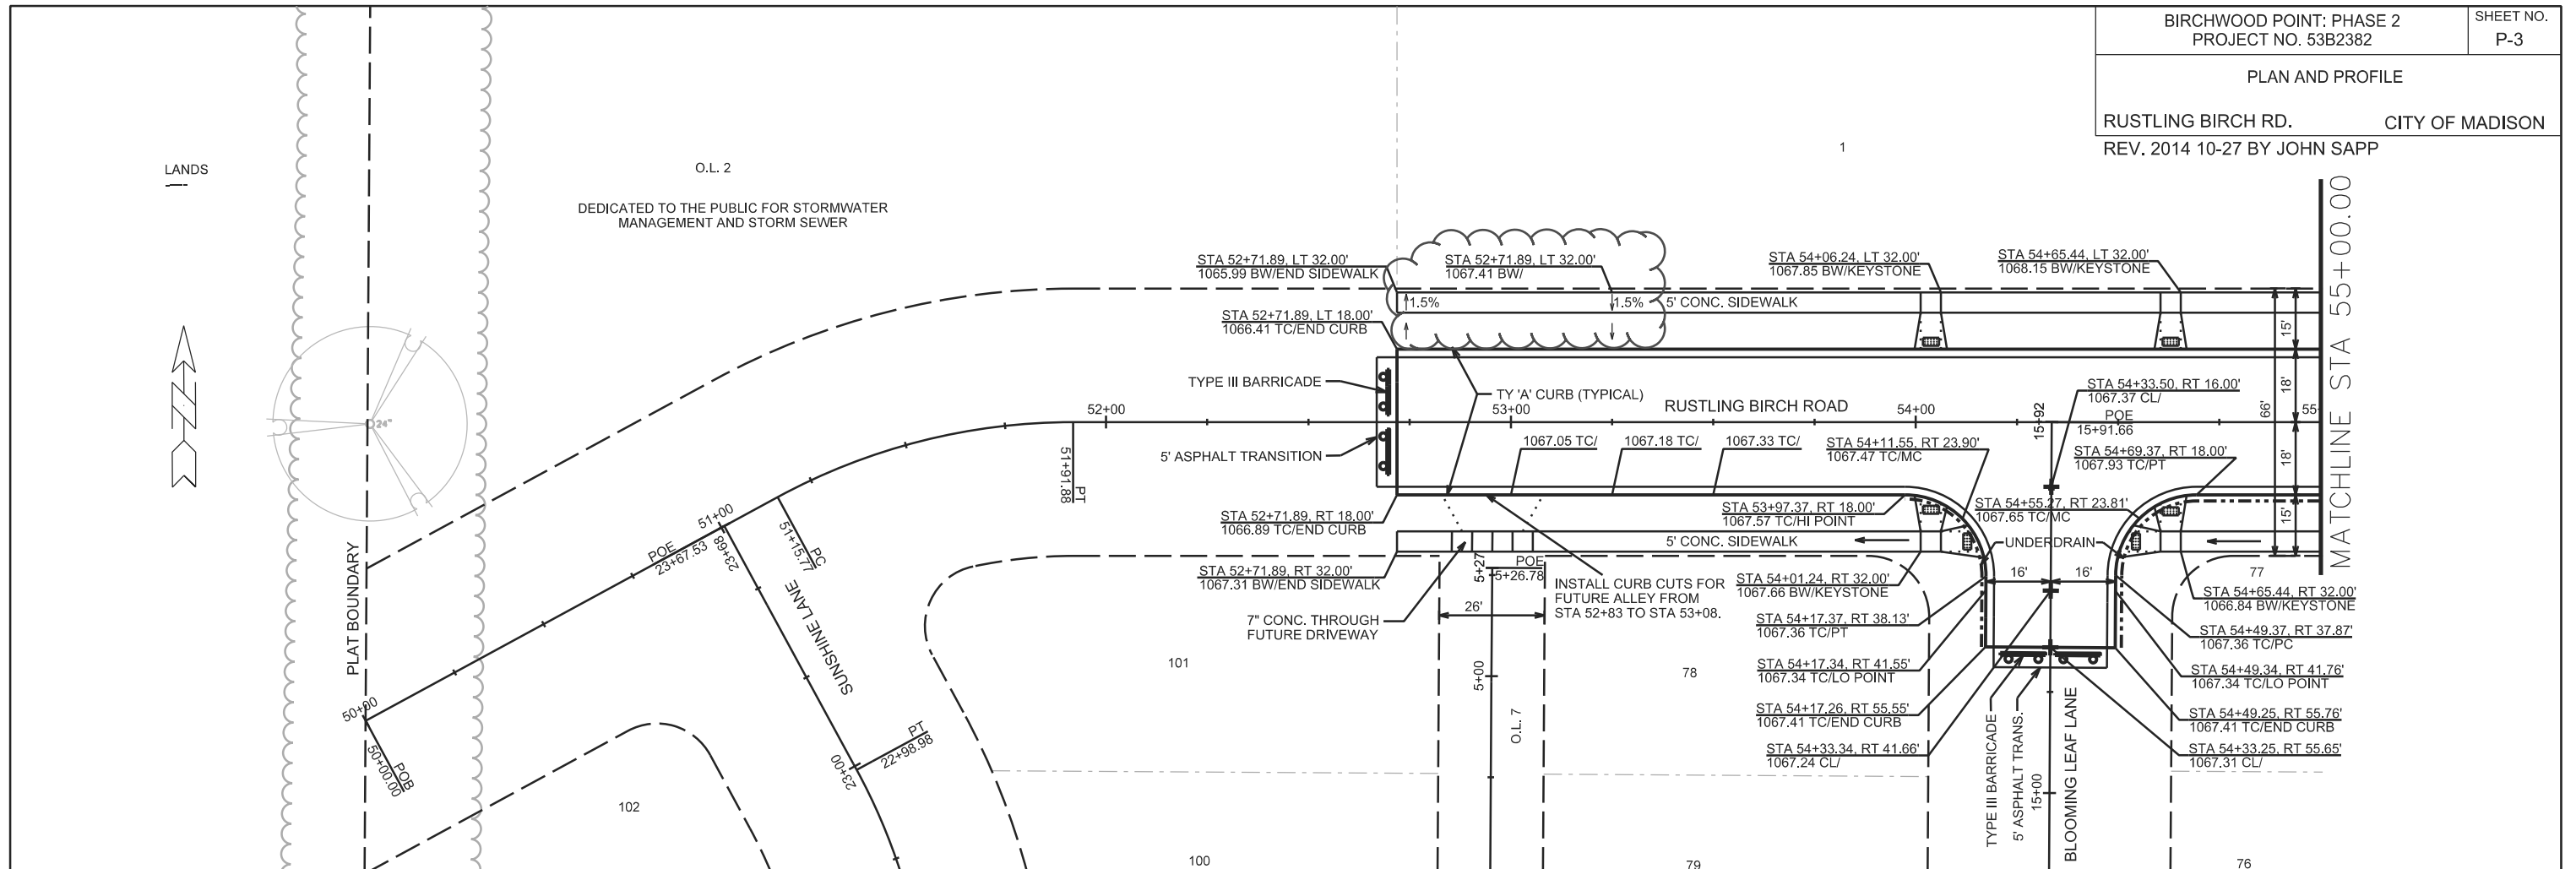 BIRCHWOOD POINT: PHASE 2
PROJECT NO. 53B2382
SHEET NO.
P-3
PLAN AND PROFILE
RUSTLING BIRCH RD.
CITY OF MADISON
REV. 2014 10-27 BY JOHN SAPP
LANDS
O.L. 2
DEDICATED TO THE PUBLIC FOR STORMWATER
MANAGEMENT AND STORM SEWER
1
MATCHLINE STA 55+00.00
STA 52+71.89, LT 32.00'
1065.99 BW/END SIDEWALK
STA 52+71.89, LT 32.00'
1067.41 BW/
STA 54+06.24, LT 32.00'
1067.85 BW/KEYSTONE
STA 54+65.44, LT 32.00'
1068.15 BW/KEYSTONE
1.5%
1.5%
5' CONC. SIDEWALK
STA 52+71.89, LT 18.00'
1066.41 TC/END CURB
15'
18'
66'
18'
15'
N
24"
TYPE III BARRICADE
TY 'A' CURB (TYPICAL)
RUSTLING BIRCH ROAD
STA 54+33.50, RT 16.00'
1067.37 CL/
52+00
53+00
54+00
55+
15+92
POE
15+91.66
5' ASPHALT TRANSITION
1067.05 TC/
1067.18 TC/
1067.33 TC/
STA 54+11.55, RT 23.90'
1067.47 TC/MC
STA 54+69.37, RT 18.00'
1067.93 TC/PT
PT
51+91.88
STA 52+71.89, RT 18.00'
1066.89 TC/END CURB
STA 53+97.37, RT 18.00'
1067.57 TC/HI POINT
STA 54+55.27, RT 23.81'
1067.65 TC/MC
51+00
23+68
POE
23+67.53
PC
51+15.77
5' CONC. SIDEWALK
UNDERDRAIN
STA 52+71.89, RT 32.00'
1067.31 BW/END SIDEWALK
5+27
POE
5+26.78
INSTALL CURB CUTS FOR
FUTURE ALLEY FROM
STA 52+83 TO STA 53+08.
STA 54+01.24, RT 32.00'
1067.66 BW/KEYSTONE
16'
16'
77
STA 54+65.44, RT 32.00'
1066.84 BW/KEYSTONE
26'
7" CONC. THROUGH
FUTURE DRIVEWAY
STA 54+17.37, RT 38.13'
1067.36 TC/PT
STA 54+49.37, RT 37.87'
1067.36 TC/PC
PLAT BOUNDARY
SUNSHINE LANE
101
5+00
78
STA 54+17.34, RT 41.55'
1067.34 TC/LO POINT
STA 54+49.34, RT 41.76'
1067.34 TC/LO POINT
50+00
POB
50+00.00
O.L. 7
STA 54+17.26, RT 55.55'
1067.41 TC/END CURB
STA 54+49.25, RT 55.76'
1067.41 TC/END CURB
PT
22+98.98
23+00
STA 54+33.34, RT 41.66'
1067.24 CL/
STA 54+33.25, RT 55.65'
1067.31 CL/
TYPE III BARRICADE
5' ASPHALT TRANS.
15+00
BLOOMING LEAF LANE
102
100
79
76